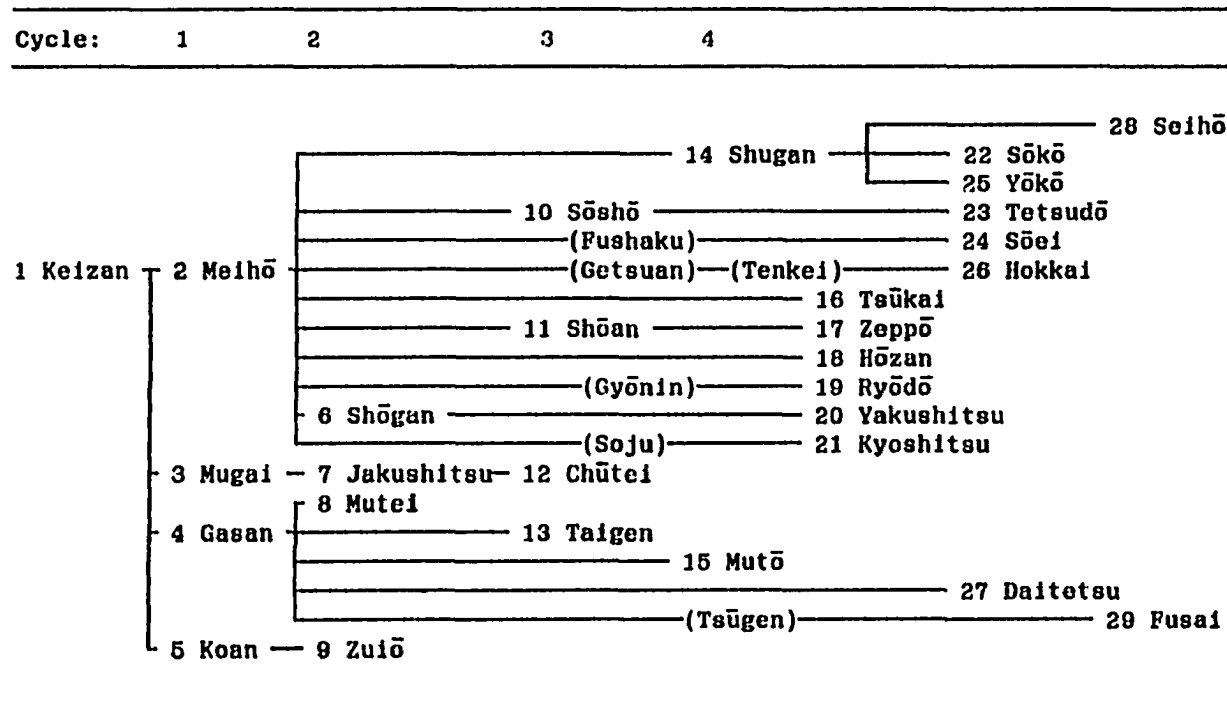 Cycle: 1 2 3 4
28 Seihō
14 Shugan 22 Sōkō
25 Yōkō
10 Sōshō 23 Tetsudō
(Fushaku) 24 Sōei
1 Keizan 2 Meihō (Getsuan) (Tenkei) 26 Hokkai
16 Tsūkai
11 Shōan 17 Zeppō
18 Hōzan
(Gyōnin) 19 Ryōdō
6 Shōgan 20 Yakushitsu
(Soju) 21 Kyoshitsu
3 Mugai 7 Jakushitsu 12 Chūtei
8 Mutei
4 Gasan 13 Taigen
15 Mutō
27 Daitetsu
(Tsūgen) 29 Fusai
5 Koan 9 Zuiō